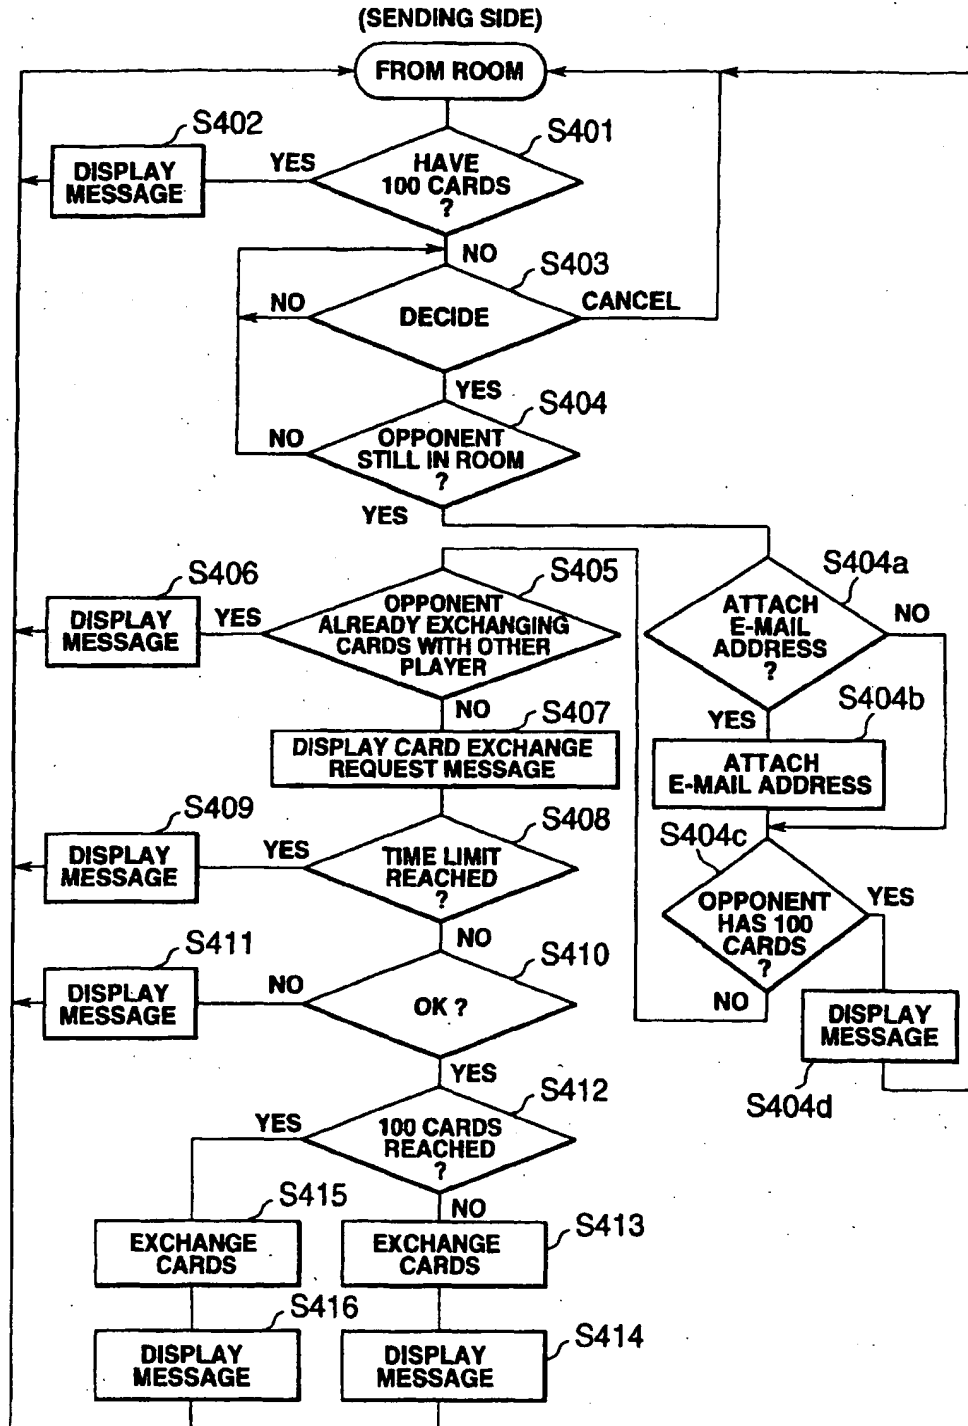 (SENDING SIDE)
FROM ROOM
S402
S401
DISPLAY
MESSAGE
YES
HAVE
100 CARDS
?
NO
S403
NO
DECIDE
CANCEL
YES
S404
NO
OPPONENT
STILL IN ROOM
?
YES
S404a
ATTACH
E-MAIL
ADDRESS
?
NO
YES
S404b
ATTACH
E-MAIL ADDRESS
S404c
OPPONENT
HAS 100
CARDS
?
YES
NO
DISPLAY
MESSAGE
S404d
S406
S405
DISPLAY
MESSAGE
YES
OPPONENT
ALREADY EXCHANGING
CARDS WITH OTHER
PLAYER
NO
S407
DISPLAY CARD EXCHANGE
REQUEST MESSAGE
S409
S408
DISPLAY
MESSAGE
YES
TIME LIMIT
REACHED
?
NO
S411
S410
DISPLAY
MESSAGE
NO
OK ?
YES
S412
YES
100 CARDS
REACHED
?
NO
S415
EXCHANGE
CARDS
S413
EXCHANGE
CARDS
S416
DISPLAY
MESSAGE
S414
DISPLAY
MESSAGE